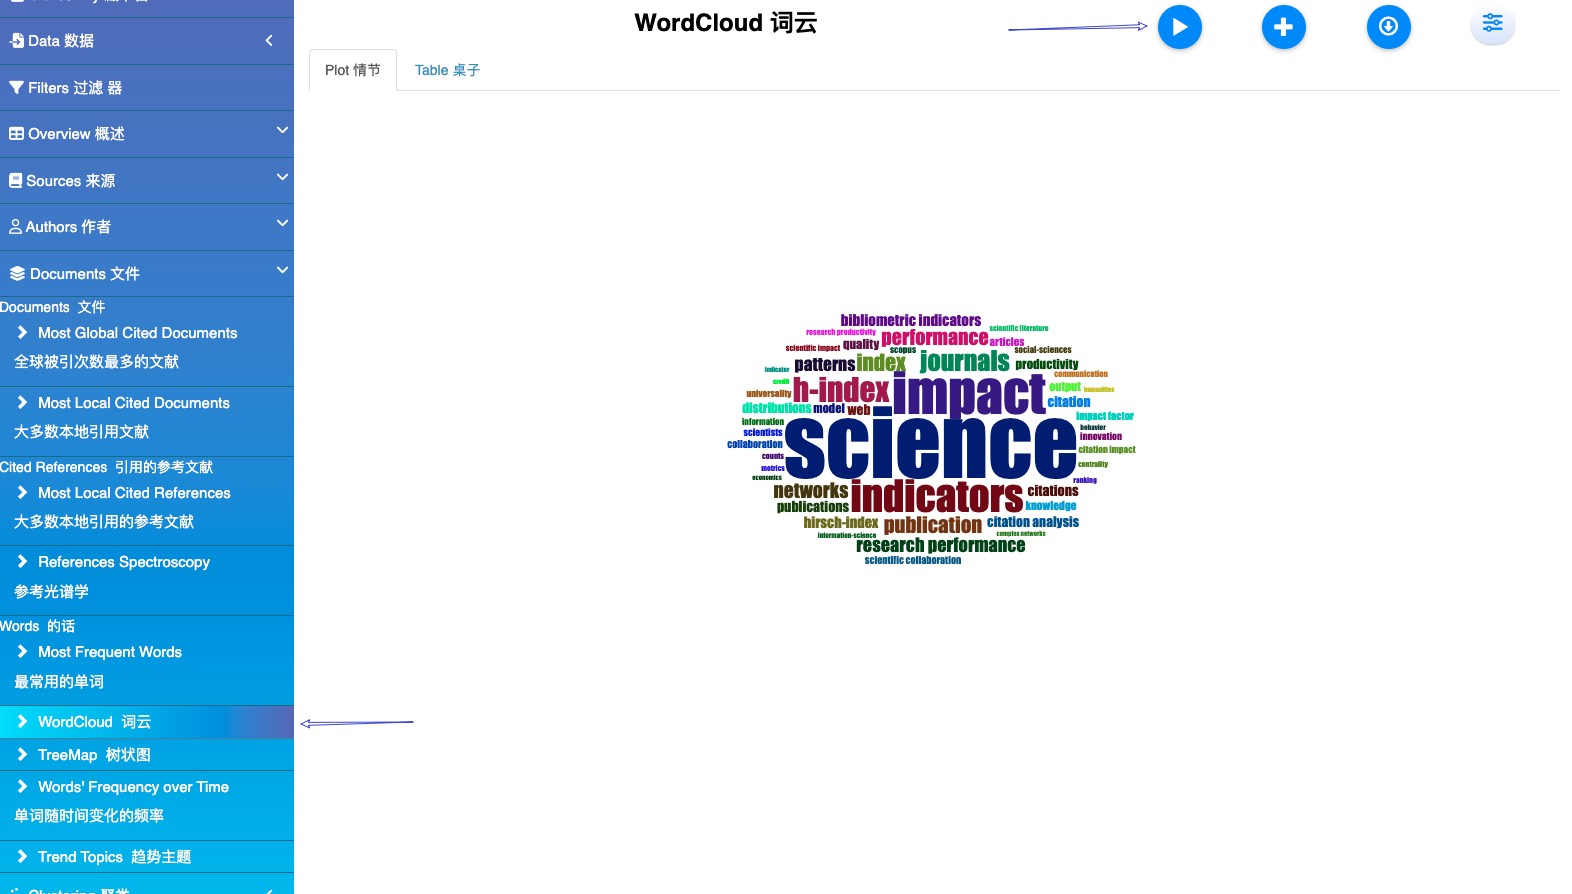 Data 数据
Filters 过滤 器
Overview 概述
Sources 来源
Authors 作者
Documents 文件
Documents 文件
Most Global Cited Documents
全球被引次数最多的文献
Most Local Cited Documents
大多数本地引用文献
Cited References 引用的参考文献
Most Local Cited References
大多数本地引用的参考文献
References Spectroscopy
参考光谱学
Words 的话
Most Frequent Words
最常用的单词
WordCloud 词云
TreeMap 树状图
Words' Frequency over Time
单词随时间变化的频率
Trend Topics 趋势主题
WordCloud 词云
Plot 情节
Table 桌子
bibliometric indicators
research productivity
performance
scientific literature
scientific impact
quality
scopus
articles
social-sciences
indicator
patterns
index
journals
productivity
credit
h-index
impact
communication
universality
output
humanities
distributions
model
web
citation
information
science
impact factor
scientists
behavior
collaboration
innovation
counts
citation impact
metrics
centrality
economics
ranking
networks
indicators
citations
publications
knowledge
hirsch-index
publication
citation analysis
information-science
complex networks
research performance
scientific collaboration